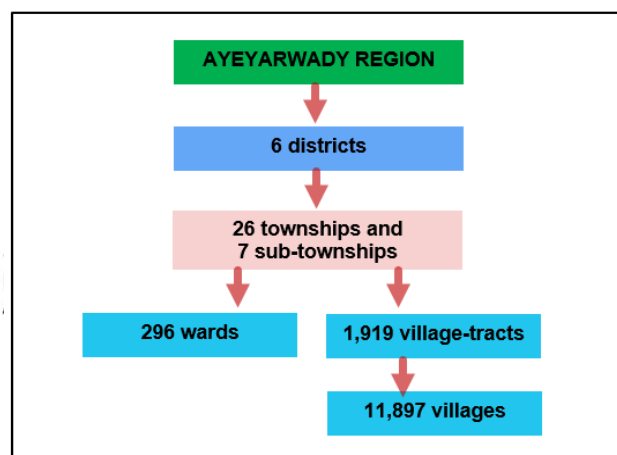 AYEYARWADY REGION
6 districts
26 townships and
7 sub-townships
296 wards
1,919 village-tracts
11,897 villages